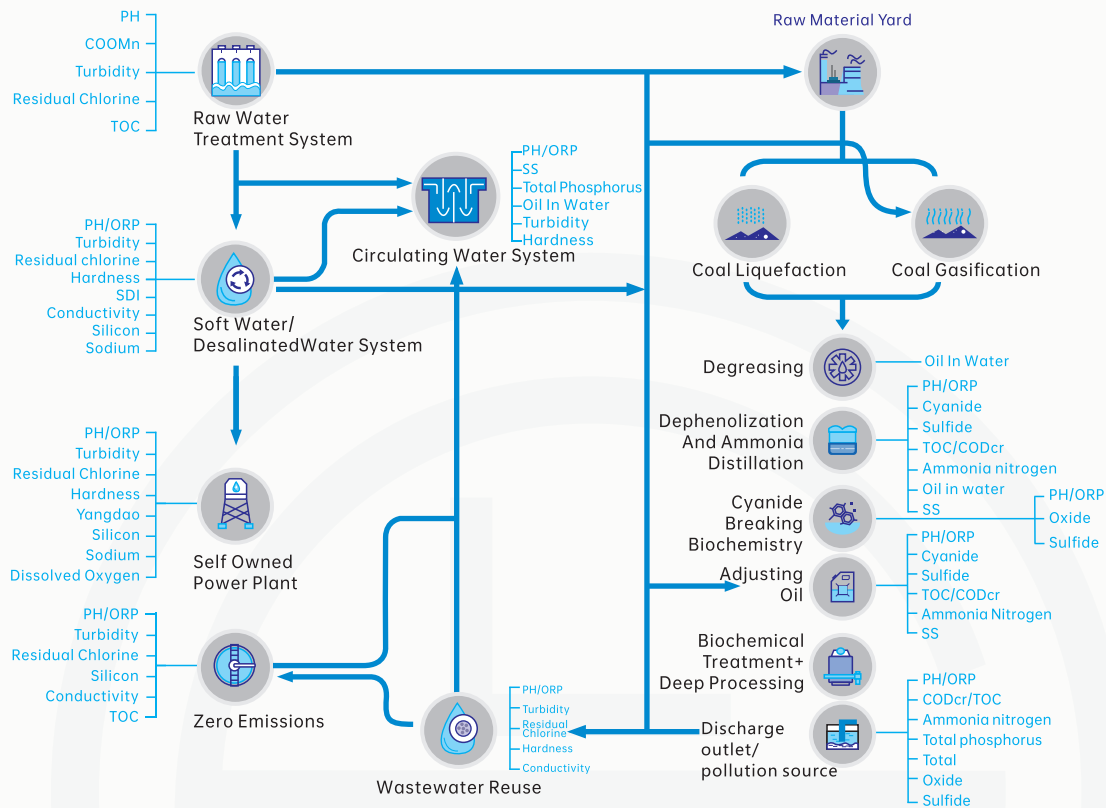 PH
COOMn
Turbidity
Residual Chlorine
TOC
Raw Water
Treatment System
Raw Material Yard
PH/ORP
SS
Total Phosphorus
Oil In Water
Turbidity
Hardness
Circulating Water System
PH/ORP
Turbidity
Residual chlorine
Hardness
SDI
Conductivity
Silicon
Sodium
Soft Water/
DesalinatedWater System
Coal Liquefaction
Coal Gasification
Degreasing
Oil In Water
Dephenolization
And Ammonia
Distillation
PH/ORP
Cyanide
Sulfide
TOC/CODcr
Ammonia nitrogen
Oil in water
SS
PH/ORP
Turbidity
Residual Chlorine
Hardness
Yangdao
Silicon
Sodium
Dissolved Oxygen
Self Owned
Power Plant
Cyanide
Breaking
Biochemistry
PH/ORP
Oxide
Sulfide
Adjusting
Oil
PH/ORP
Cyanide
Sulfide
TOC/CODcr
Ammonia Nitrogen
SS
PH/ORP
Turbidity
Residual Chlorine
Silicon
Conductivity
TOC
Zero Emissions
Biochemical
Treatment+
Deep Processing
PH/ORP
Turbidity
Residual
Chlorine
Hardness
Conductivity
Wastewater Reuse
Discharge
outlet/
pollution source
PH/ORP
CODcr/TOC
Ammonia nitrogen
Total phosphorus
Total
Oxide
Sulfide